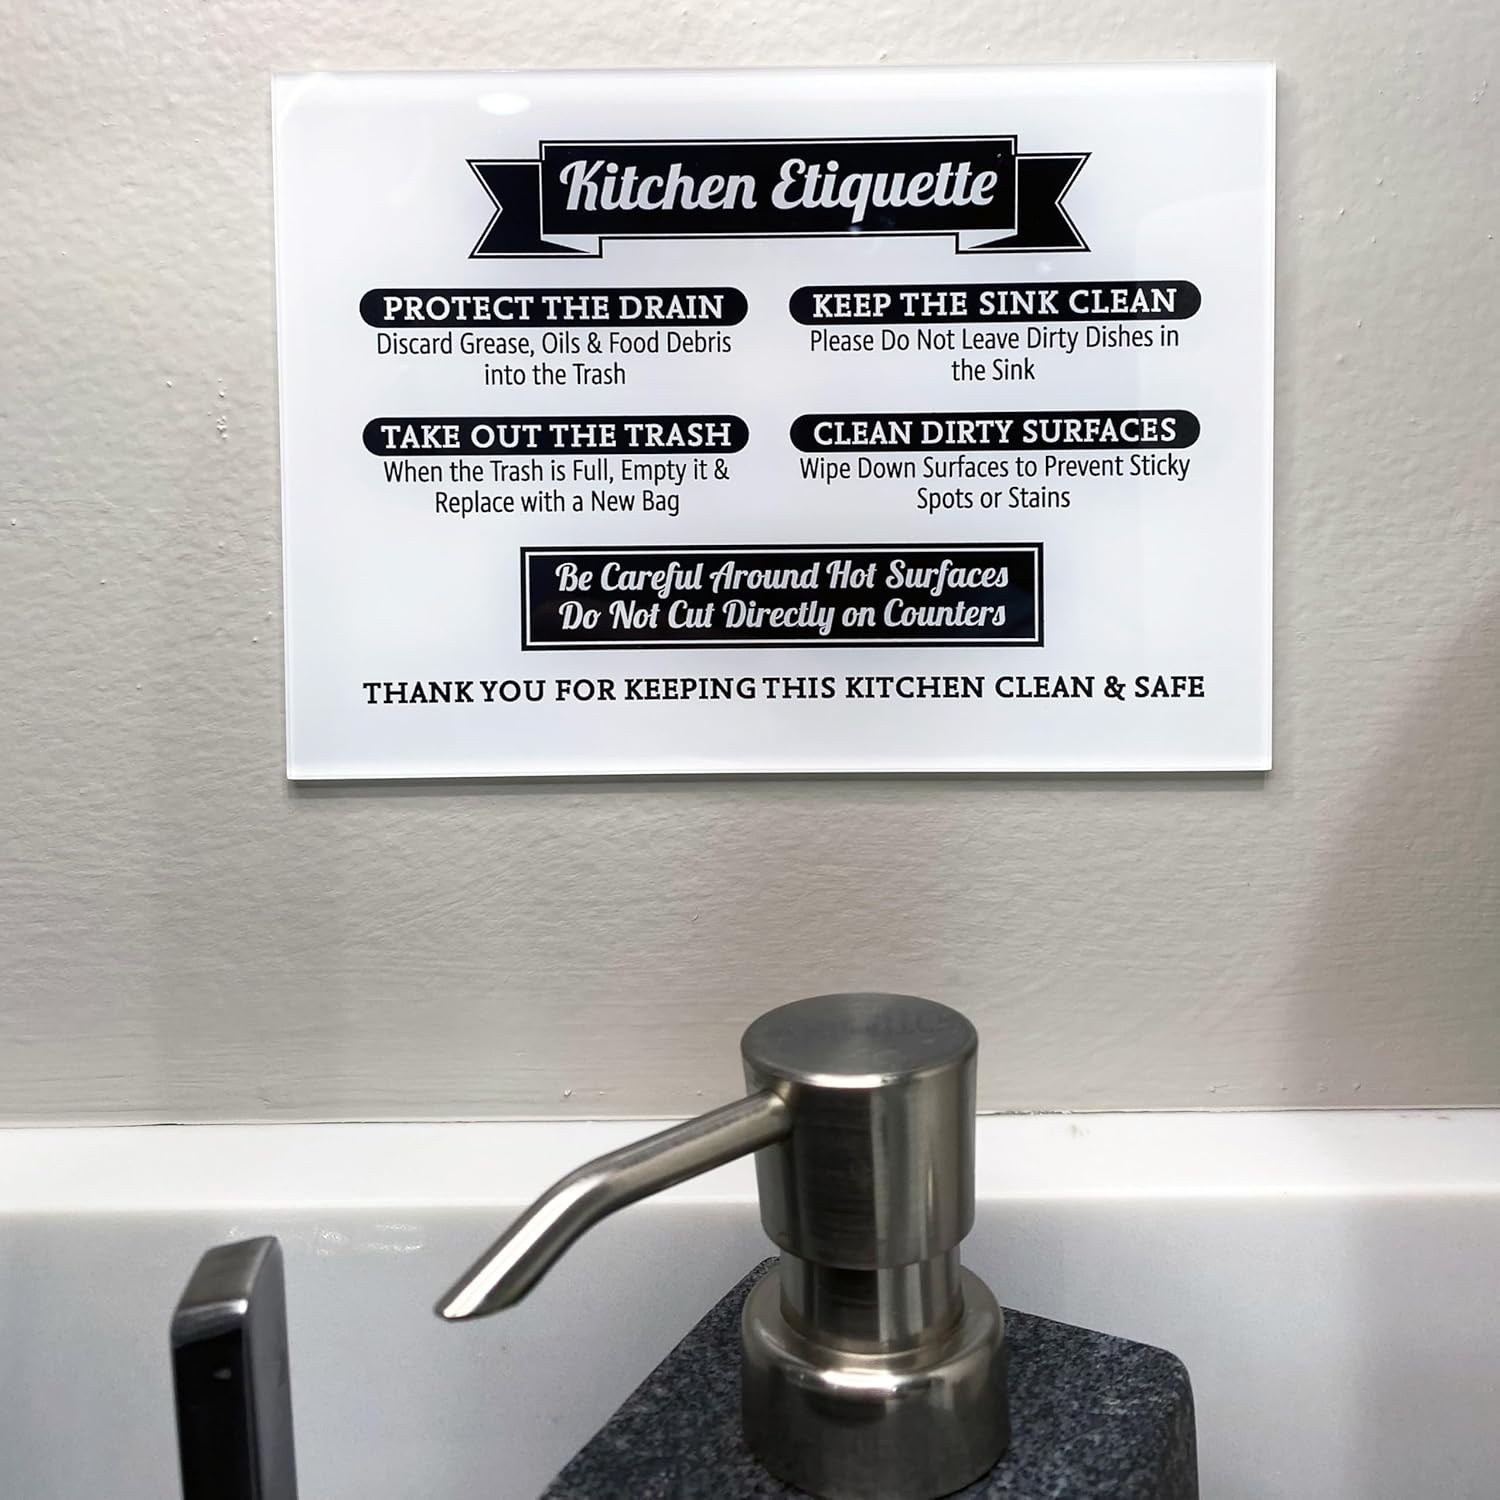 Kitchen Etiquette
PROTECT THE DRAIN
Discard Grease, Oils & Food Debris
into the Trash
KEEP THE SINK CLEAN
Please Do Not Leave Dirty Dishes in
the Sink
TAKE OUT THE TRASH
When the Trash is Full, Empty it &
Replace with a New Bag
CLEAN DIRTY SURFACES
Wipe Down Surfaces to Prevent Sticky
Spots or Stains
Be Careful Around Hot Surfaces
Do Not Cut Directly on Counters
THANK YOU FOR KEEPING THIS KITCHEN CLEAN & SAFE